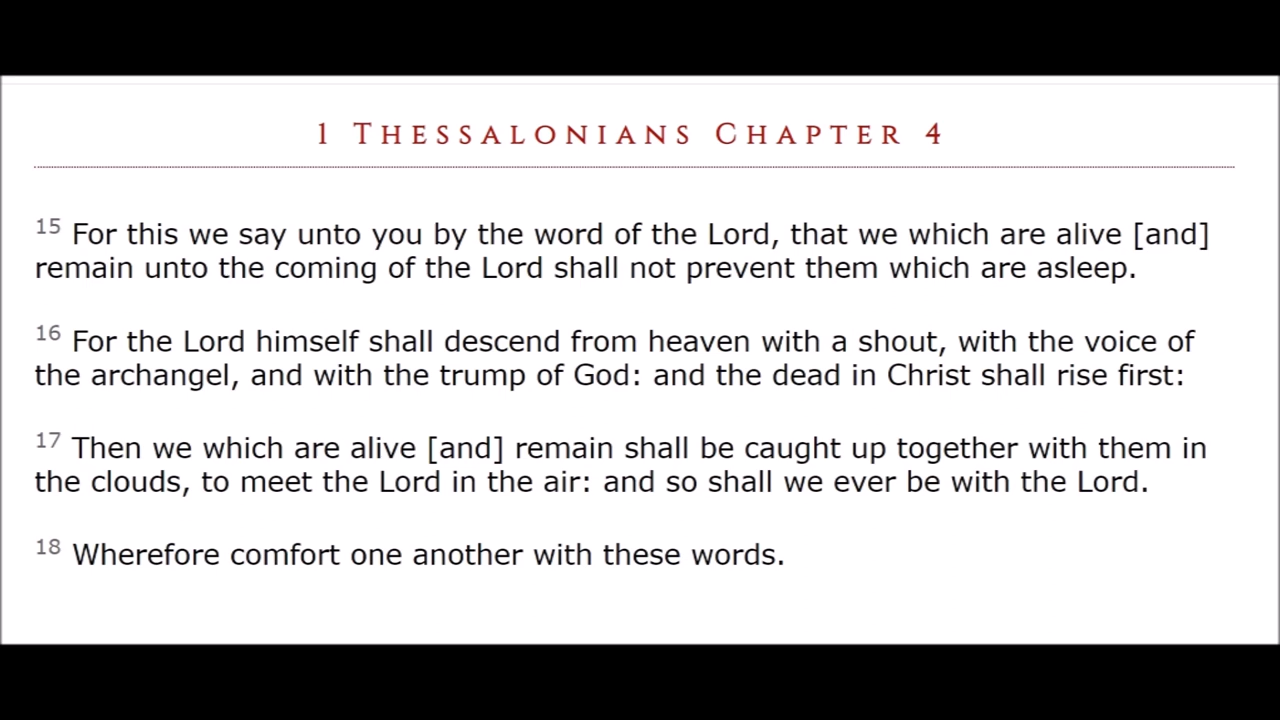 1 Thessalonians Chapter 4
15 For this we say unto you by the word of the Lord, that we which are alive [and]
remain unto the coming of the Lord shall not prevent them which are asleep.
16 For the Lord himself shall descend from heaven with a shout, with the voice of
the archangel, and with the trump of God: and the dead in Christ shall rise first:
17 Then we which are alive [and] remain shall be caught up together with them in
the clouds, to meet the Lord in the air: and so shall we ever be with the Lord.
18 Wherefore comfort one another with these words.